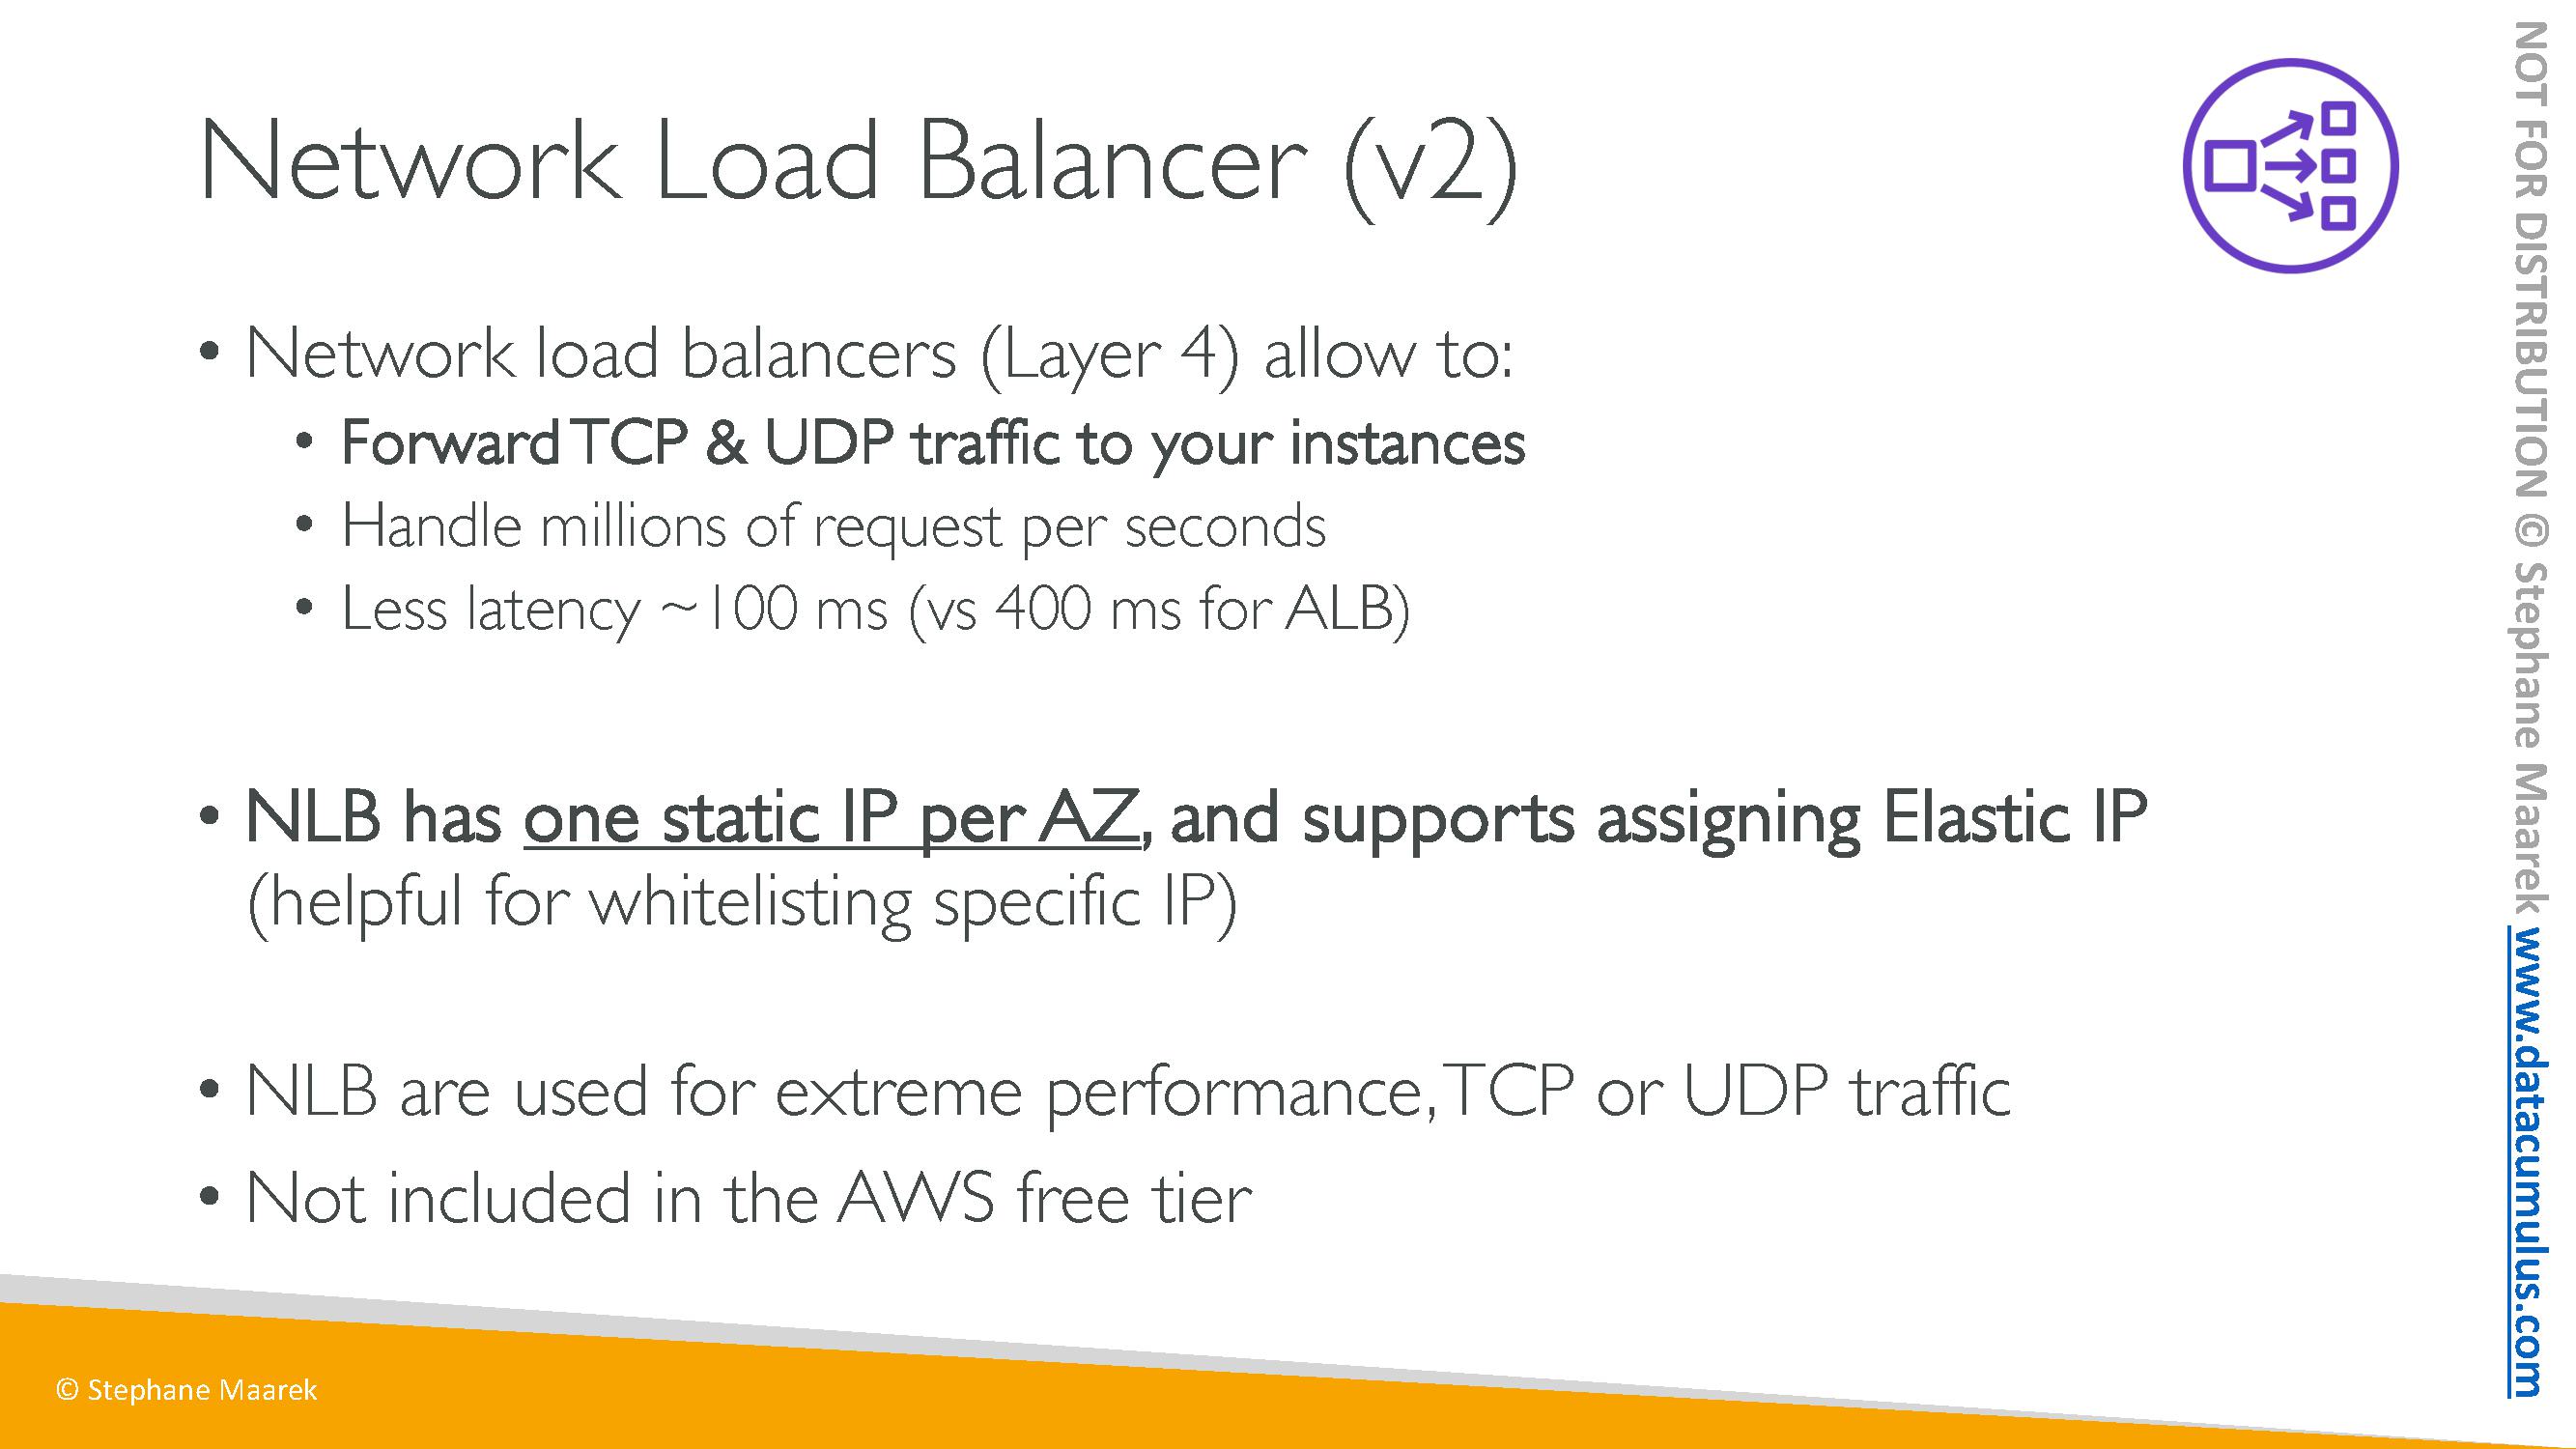 Network Load Balancer (v2)
• Network load balancers (Layer 4) allow to:
• Forward TCP & UDP traffic to your instances
• Handle millions of request per seconds
• Less latency ~100 ms (vs 400 ms for ALB)
• NLB has one static IP per AZ, and supports assigning Elastic IP
(helpful for whitelisting specific IP)
• NLB are used for extreme performance, TCP or UDP traffic
• Not included in the AWS free tier
© Stephane Maarek
NOT FOR DISTRIBUTION © Stephane Maarek www.datacumulus.com